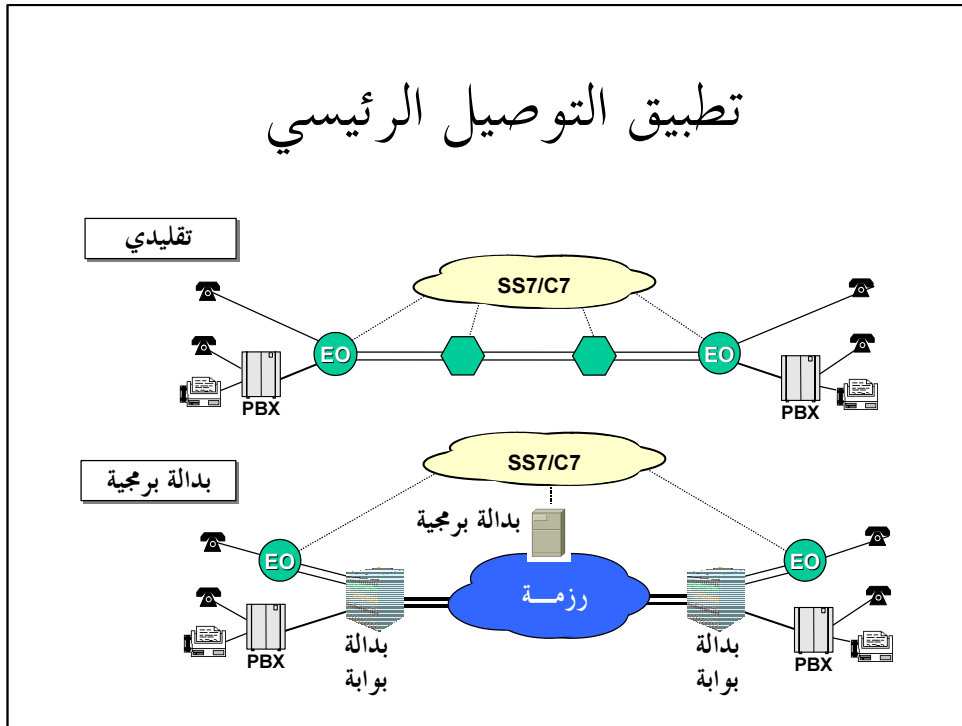 تطبيق التوصيل الرئيسي
تقليدي
SS7/C7
EO
EO
PBX
PBX
SS7/C7
بدالة برمجية
بدالة برمجية
EO
EO
رزمـــة
PBX
بدالة
بوابة
بدالة
بوابة
PBX